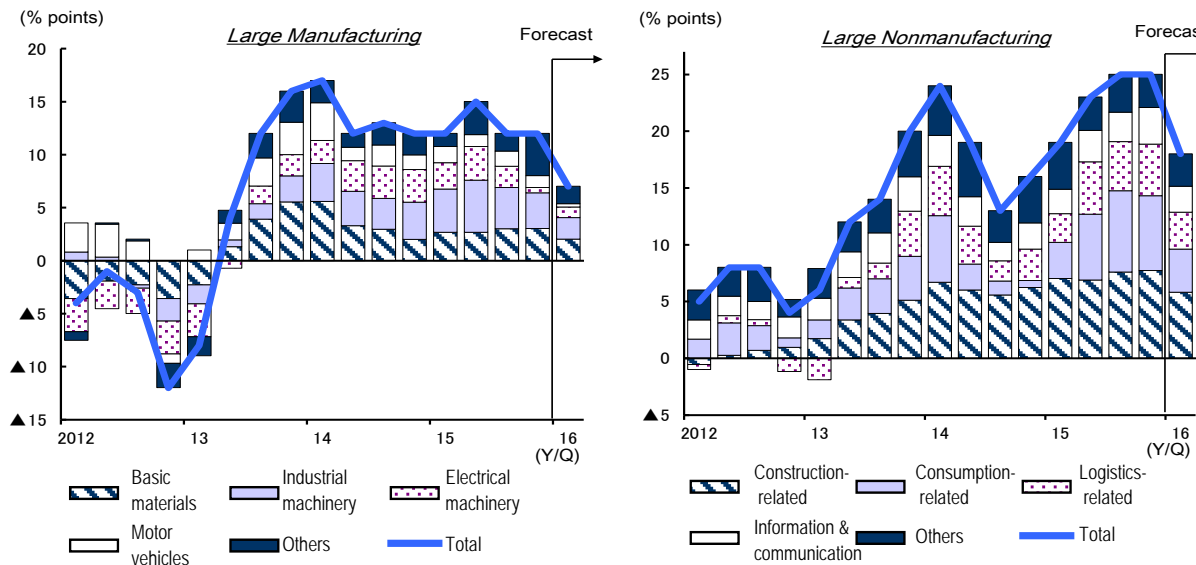 (% points)
Large Manufacturing
Forecast
20
15
10
5
0
▲ 5
▲ 10
▲ 15
2012
13
14
15
16
(Y/Q)
Basic
materials
Industrial
machinery
Electrical
machinery
Motor
vehicles
Others
Total
(% points)
Large Nonmanufacturing
Forecas
25
20
15
10
5
0
▲ 5
2012
13
14
15
16
(Y/Q)
Construction-
related
Consumption-
related
Logistics-
related
Information &
communication
Others
Total